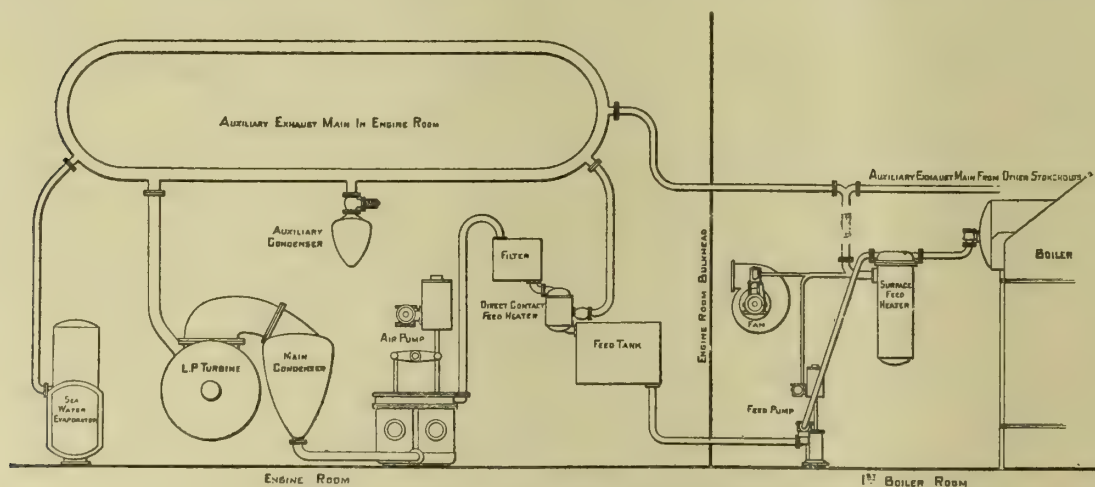 AUXILIARY EXHAUST MAIN IN ENGINE ROOM
AUXILIARY EXHAUST MAIN FROM OTHER STOKEHOLDS
AUXILIARY
CONDENSER
FILTER
BOILER
DIRECT CONTACT
FEED HEATER
SURFACE
FEED
HEATER
ENGINE ROOM BULKHEAD
FAN
AIR PUMP
FEED TANK
MAIN
CONDENSER
L.P TURBINE
SEA
WATER
EVAPORATOR
FEED PUMP
ENGINE ROOM
1ST BOILER ROOM